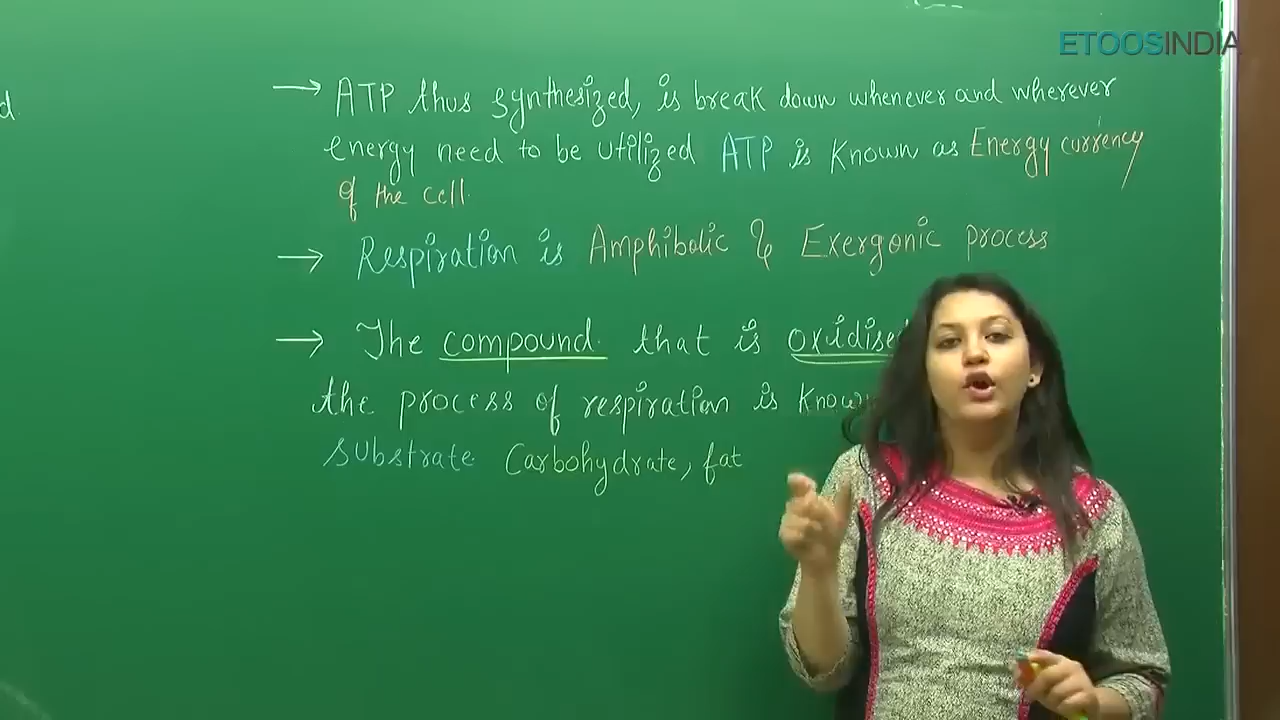 ETOOSINDIA
d.
→ ATP thus synthesized, is break down whenever and wherever
energy need to be utilized ATP is known as Energy currency
of the cell.
→ Respiration is Amphibolic & Exergonic process
→ The compound that is oxidised
the process of respiration is known
substrate Carbohydrate, fat